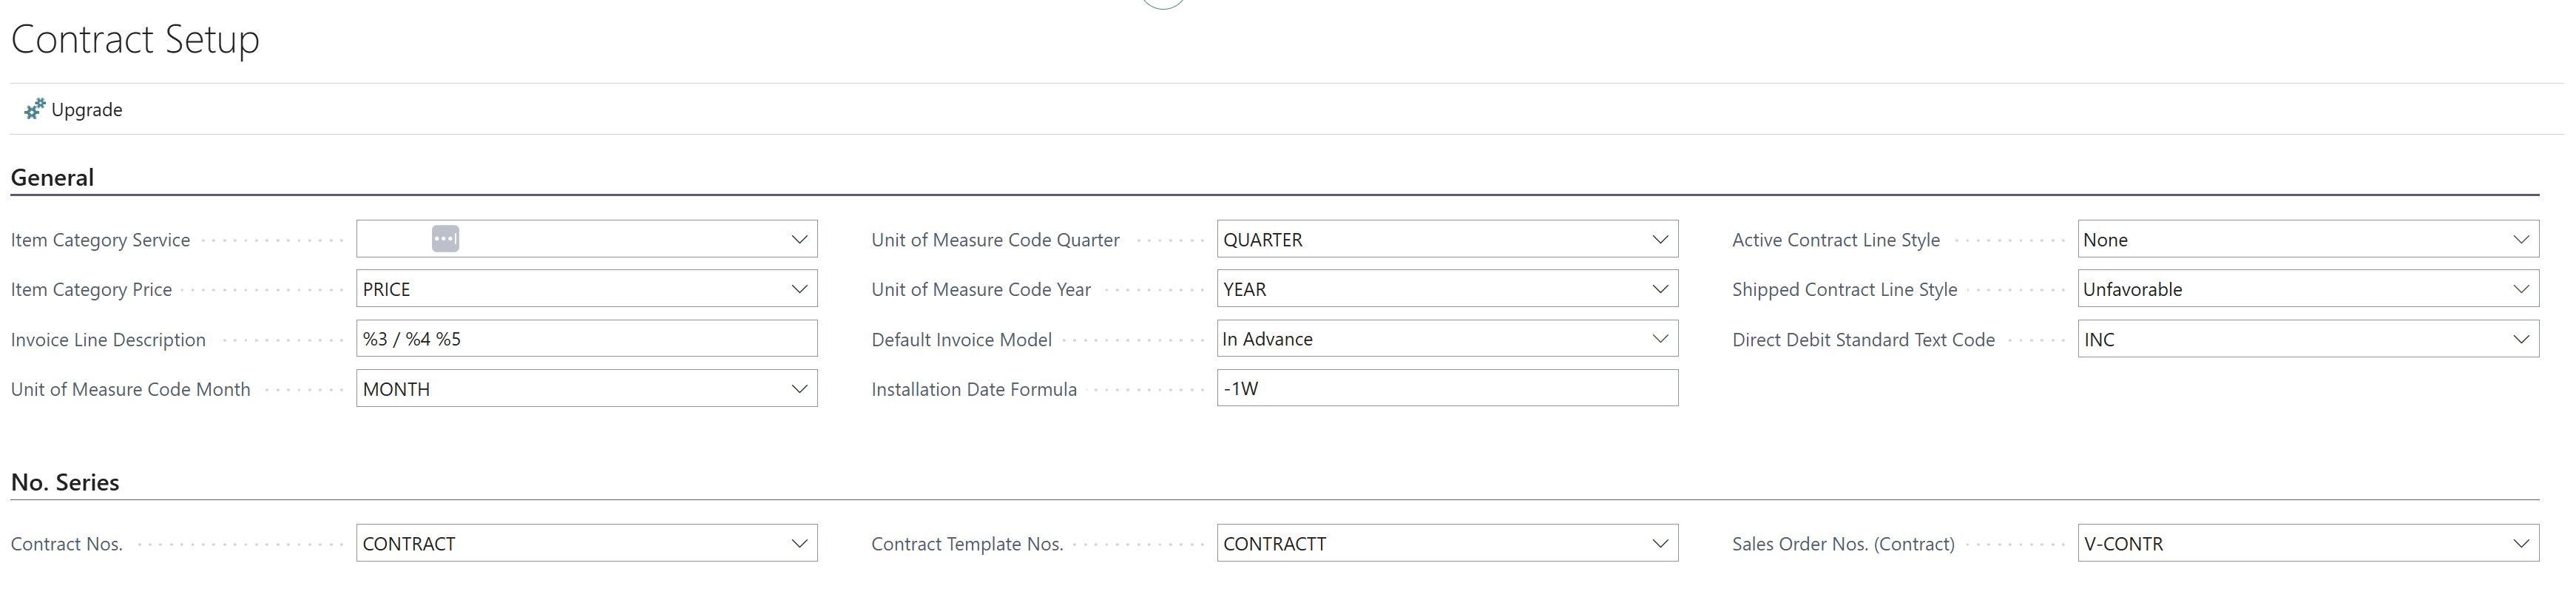 Contract Setup
Upgrade
General
Item Category Service
Unit of Measure Code Quarter QUARTER
Active Contract Line Style None
Item Category Price PRICE
Unit of Measure Code Year YEAR
Shipped Contract Line Style Unfavorable
Invoice Line Description %3 / %4 %5
Default Invoice Model In Advance
Direct Debit Standard Text Code INC
Unit of Measure Code Month MONTH
Installation Date Formula -1W
No. Series
Contract Nos. CONTRACT
Contract Template Nos. CONTRACTT
Sales Order Nos. (Contract) V-CONTR